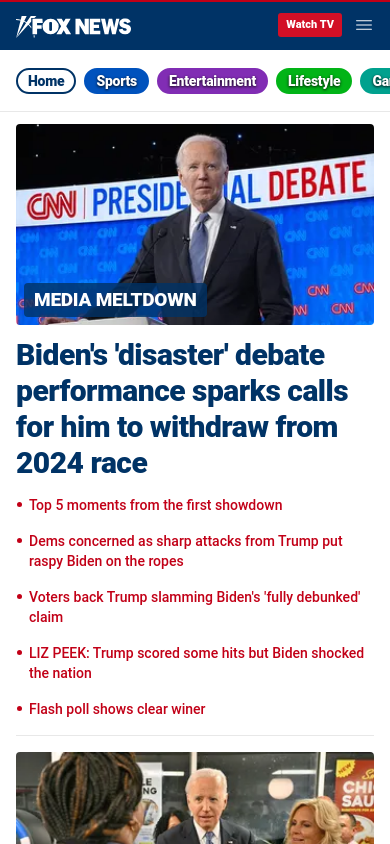 FOX NEWS
Watch TV
Home
Sports
Entertainment
Lifestyle
Ga
CNN PRESIDE AL DEBATE
CNN
CNN
MEDIA MELTDOWN
Biden's 'disaster' debate
performance sparks calls
for him to withdraw from
2024 race
Top 5 moments from the first showdown
Dems concerned as sharp attacks from Trump put
raspy Biden on the ropes
Voters back Trump slamming Biden's 'fully debunked'
claim
LIZ PEEK: Trump scored some hits but Biden shocked
the nation
Flash poll shows clear winer
NEW
CHIC
SAU